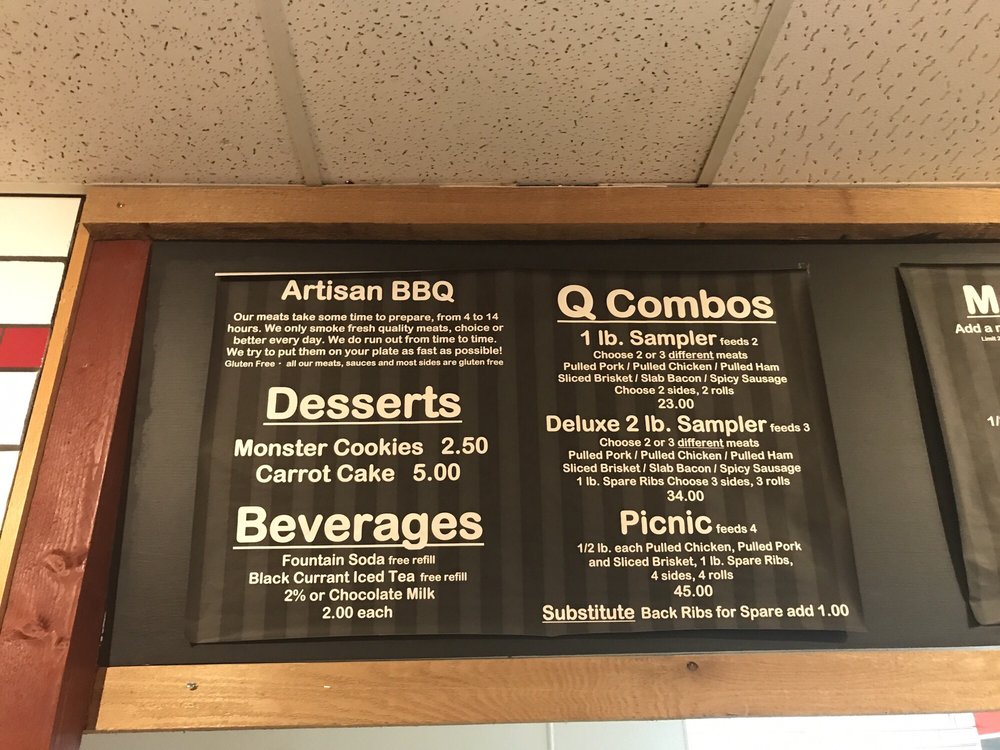 Artisan BBQ
Our meats take some time to prepare, from 4 to 14
hours. We only smoke fresh quality meats, choice or
better every day. We do run out from time to time.
We try to put them on your plate as fast as possible!
Gluten Free • all our meats, sauces and most sides are gluten free
Desserts
Monster Cookies 2.50
Carrot Cake 5.00
Beverages
Fountain Soda free refill
Black Currant Iced Tea free refill
2% or Chocolate Milk
2.00 each
Q Combos
1 lb. Sampler feeds 2
Choose 2 or 3 different meats
Pulled Pork / Pulled Chicken / Pulled Ham
Sliced Brisket / Slab Bacon / Spicy Sausage
Choose 2 sides, 2 rolls
23.00
Deluxe 2 lb. Sampler feeds 3
Choose 2 or 3 different meats
Pulled Pork / Pulled Chicken / Pulled Ham
Sliced Brisket / Slab Bacon / Spicy Sausage
1 lb. Spare Ribs Choose 3 sides, 3 rolls
34.00
Picnic feeds 4
1/2 lb. each Pulled Chicken, Pulled Pork
and Sliced Brisket, 1 lb. Spare Ribs,
4 sides, 4 rolls
45.00
Substitute Back Ribs for Spare add 1.00
Add a
Limit